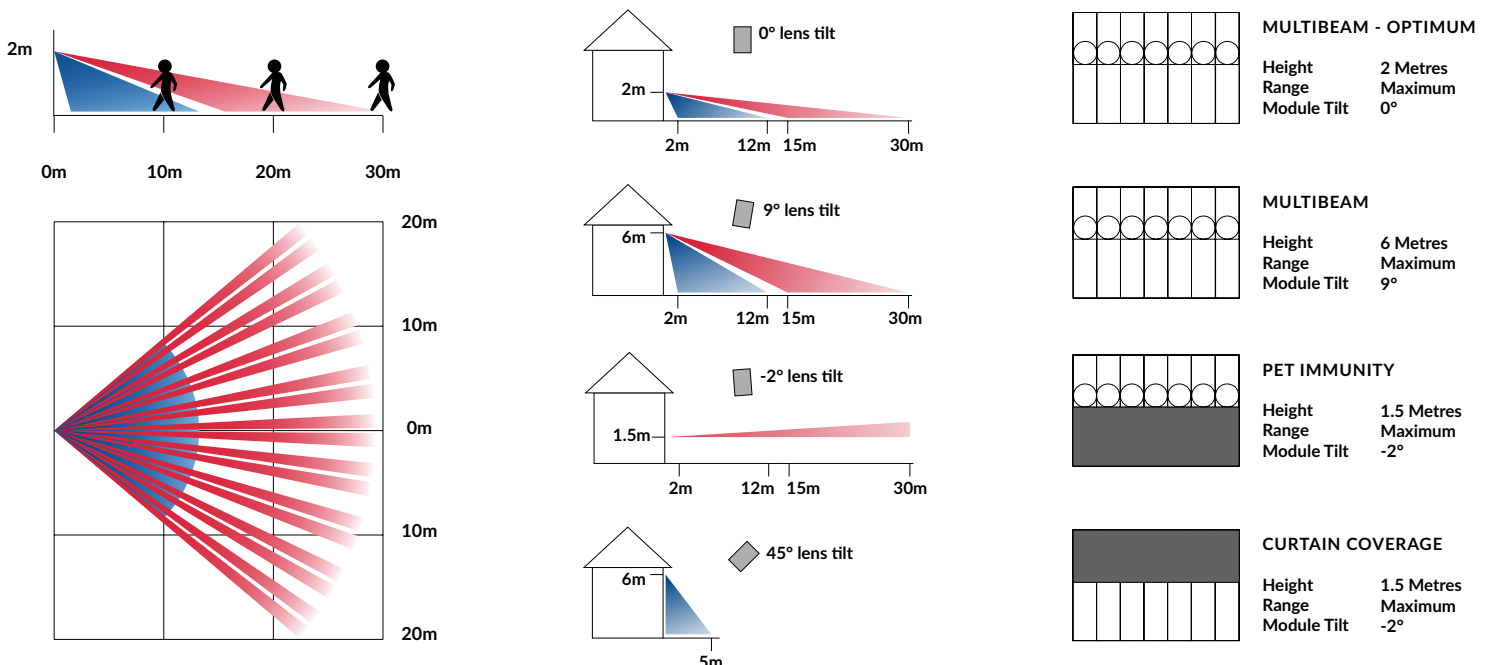 2m
0m 10m 20m 30m
20m
10m
0m
10m
20m
0° lens tilt
2m
2m 12m 15m 30m
9° lens tilt
6m
2m 12m 15m 30m
-2° lens tilt
1.5m
2m 12m 15m 30m
45° lens tilt
6m
5m
MULTIBEAM - OPTIMUM
Height 2 Metres
Range Maximum
Module Tilt 0°
MULTIBEAM
Height 6 Metres
Range Maximum
Module Tilt 9°
PET IMMUNITY
Height 1.5 Metres
Range Maximum
Module Tilt -2°
CURTAIN COVERAGE
Height 1.5 Metres
Range Maximum
Module Tilt -2°